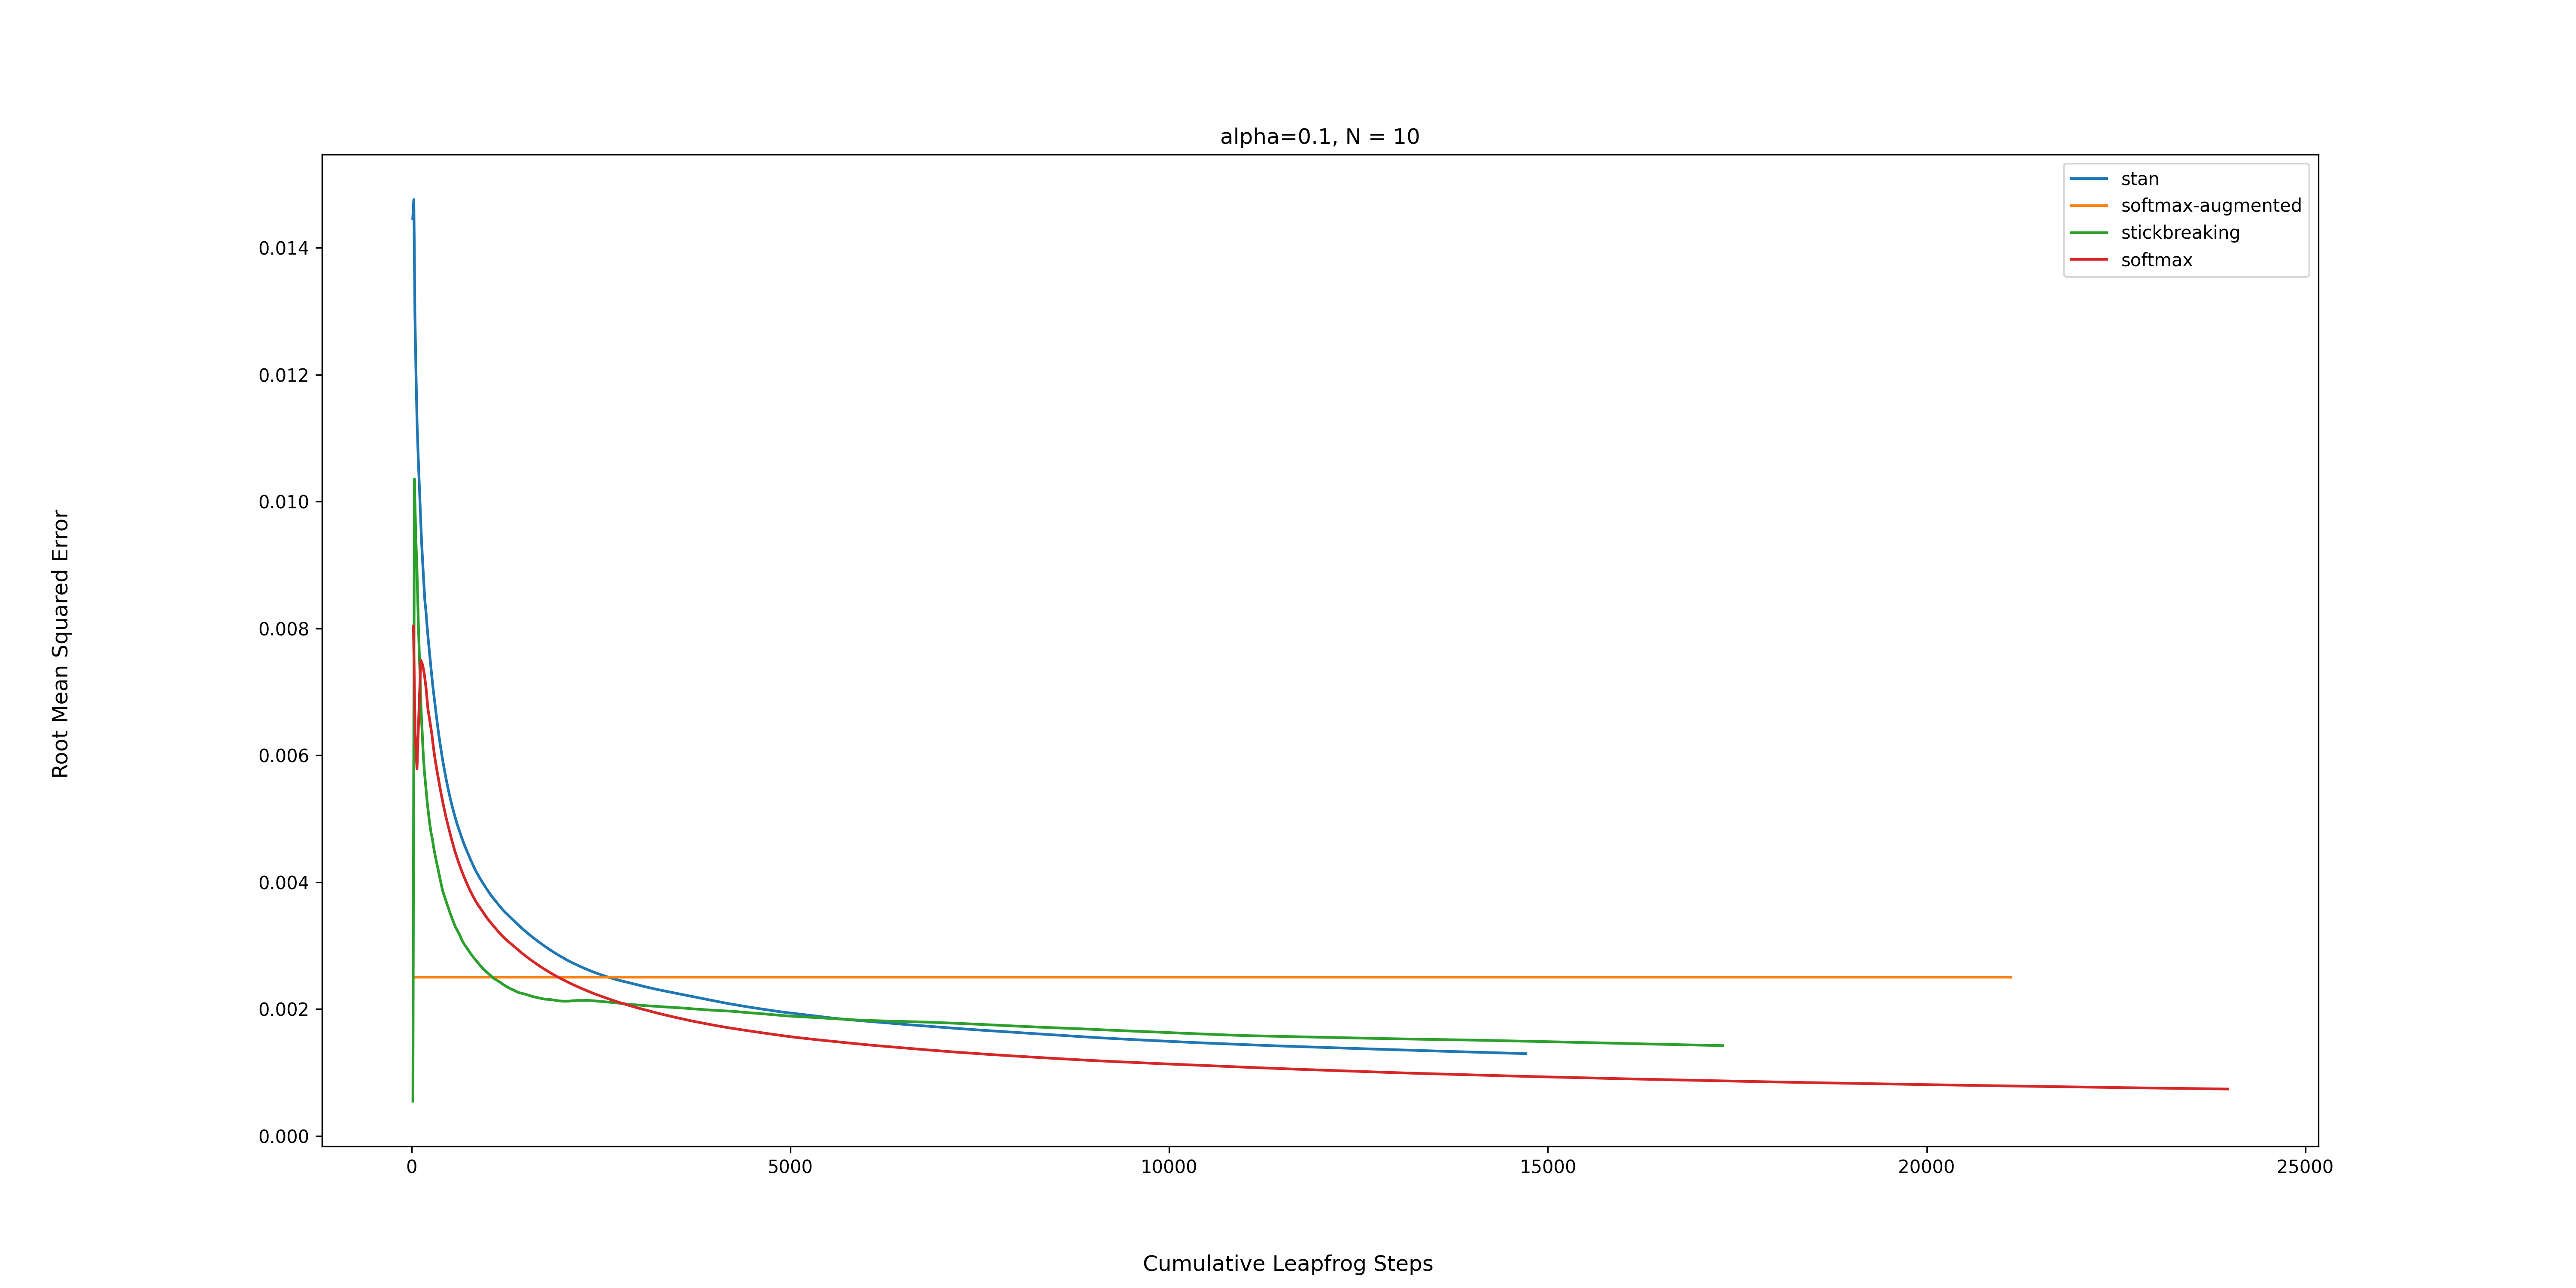 alpha=0.1, N = 10
stan
softmax-augmented
stickbreaking
softmax
0.014
0.012
0.010
0.008
0.006
0.004
0.002
0.000
Root Mean Squared Error
0 5000 10000 15000 20000 25000
Cumulative Leapfrog Steps